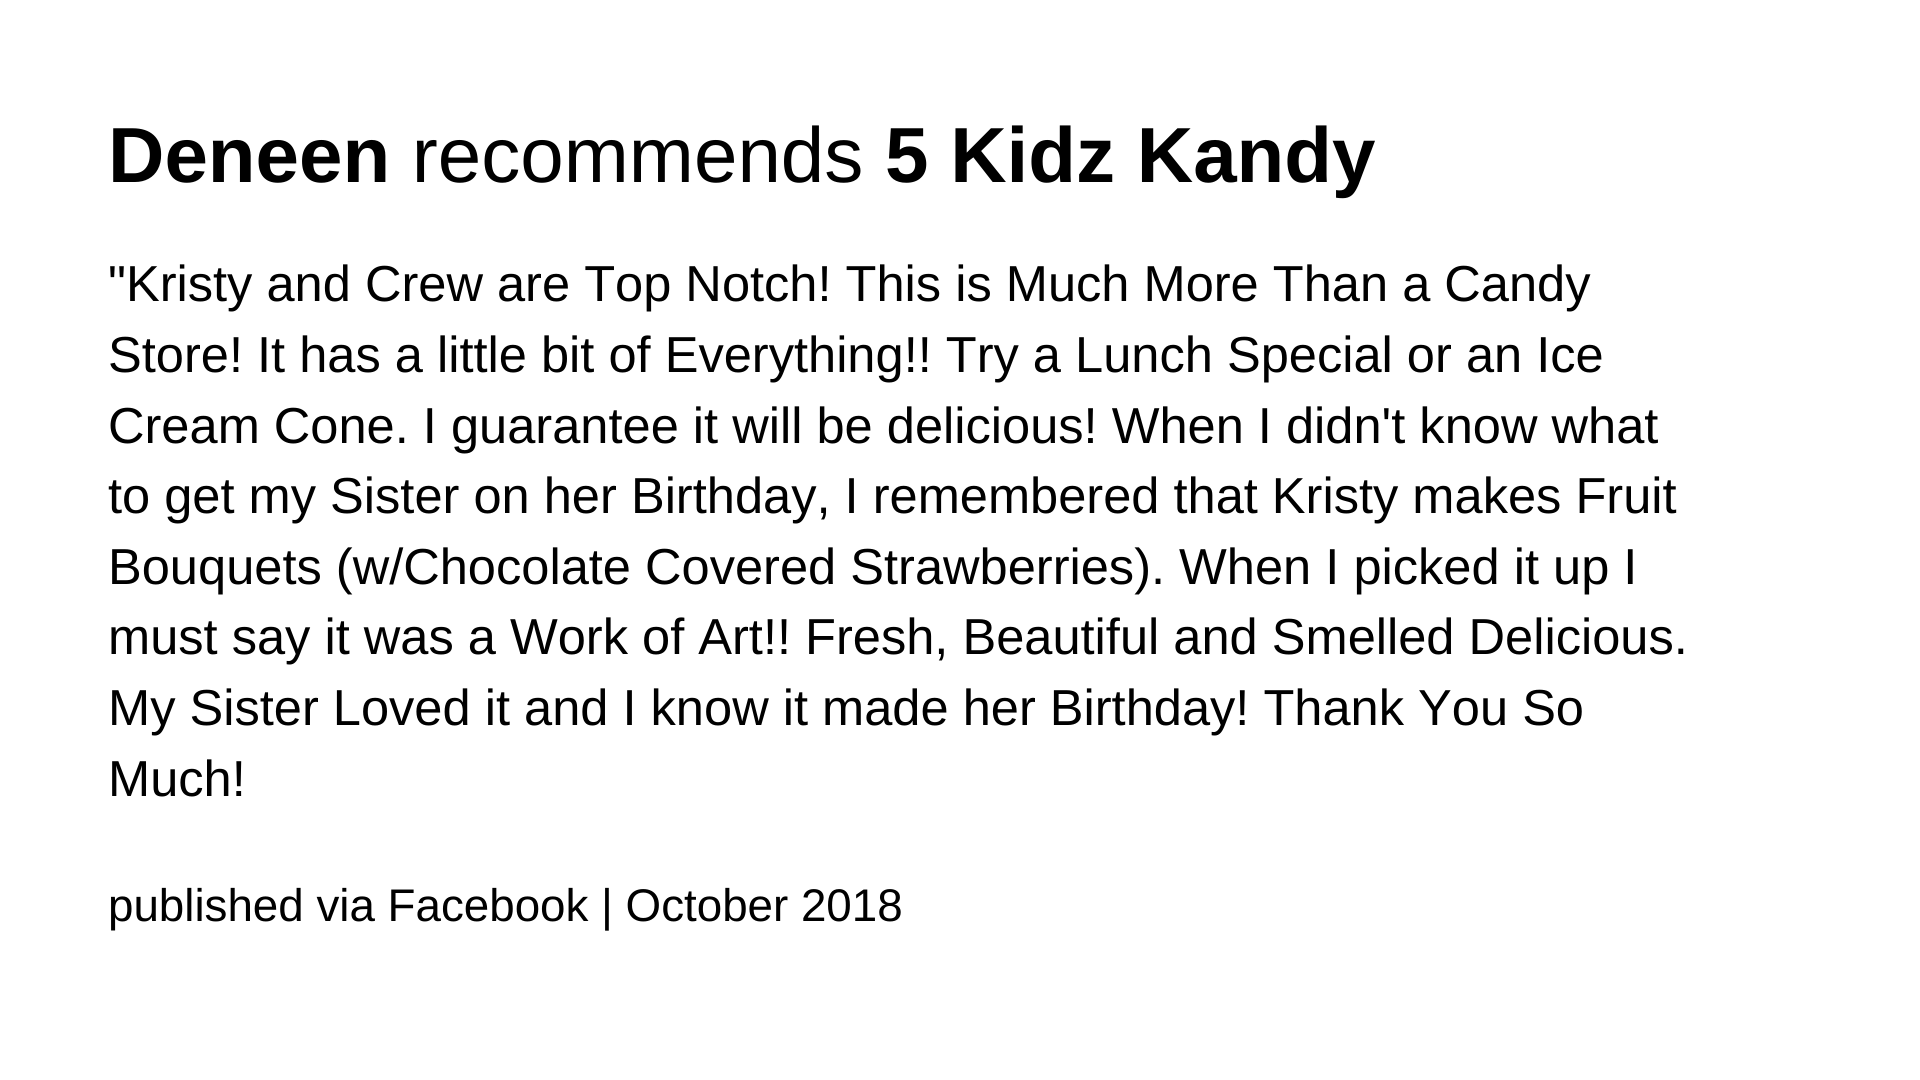 Deneen recommends 5 Kidz Kandy
"Kristy and Crew are Top Notch! This is Much More Than a Candy
Store! It has a little bit of Everything!! Try a Lunch Special or an Ice
Cream Cone. I guarantee it will be delicious! When I didn't know what
to get my Sister on her Birthday, I remembered that Kristy makes Fruit
Bouquets (w/Chocolate Covered Strawberries). When I picked it up I
must say it was a Work of Art!! Fresh, Beautiful and Smelled Delicious.
My Sister Loved it and I know it made her Birthday! Thank You So
Much!
published via Facebook | October 2018